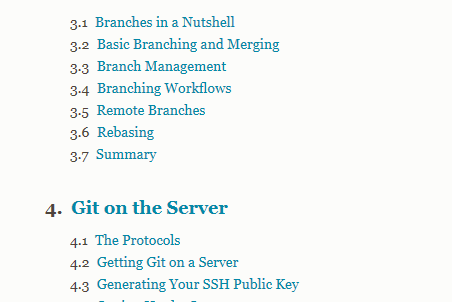 3.1 Branches in a Nutshell
3.2 Basic Branching and Merging
3.3 Branch Management
3.4 Branching Workflows
3.5 Remote Branches
3.6 Rebasing
3.7 Summary
4. Git on the Server
4.1 The Protocols
4.2 Getting Git on a Server
4.3 Generating Your SSH Public Key